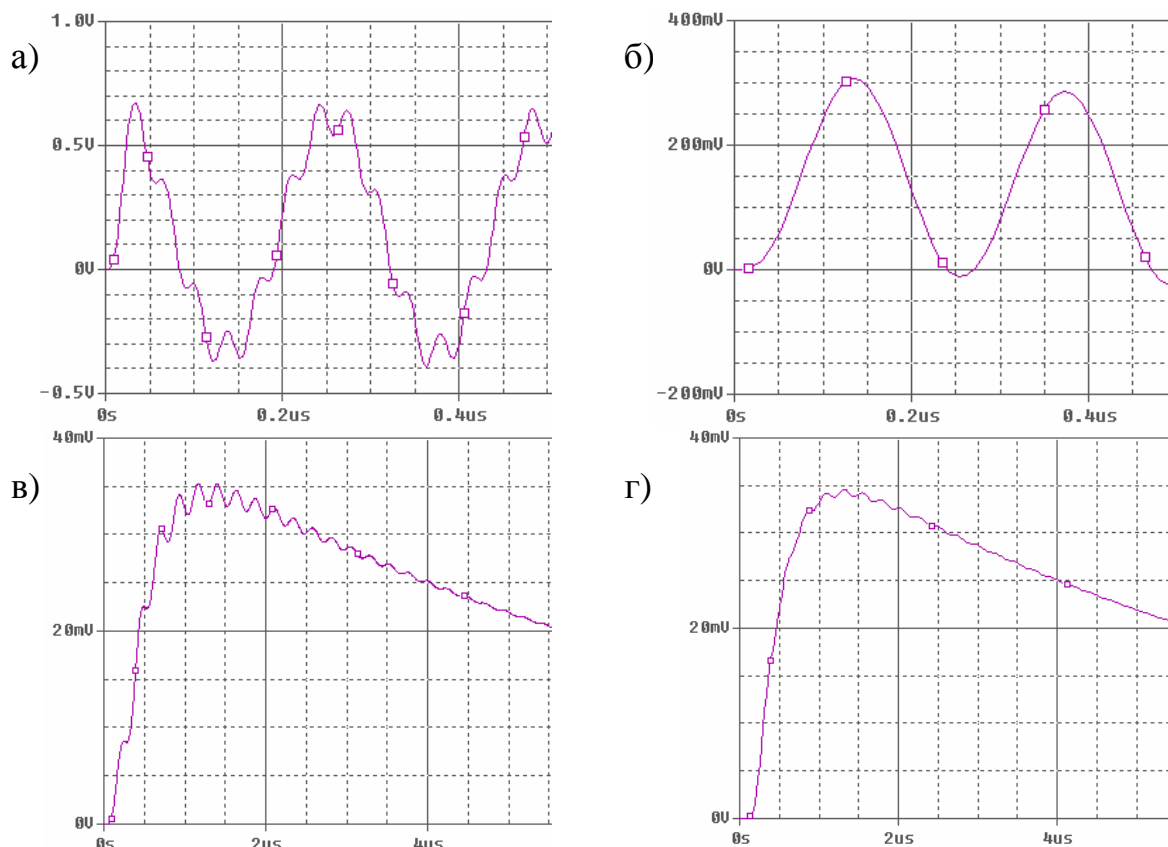 а)
1.0V
0.5V
0V
-0.5V
0s
0.2us
0.4us
б)
400mV
200mV
0V
-200mV
0s
0.2us
0.4us
в)
40mV
20mV
0V
0s
2us
4us
г)
40mV
20mV
0V
0s
2us
4us